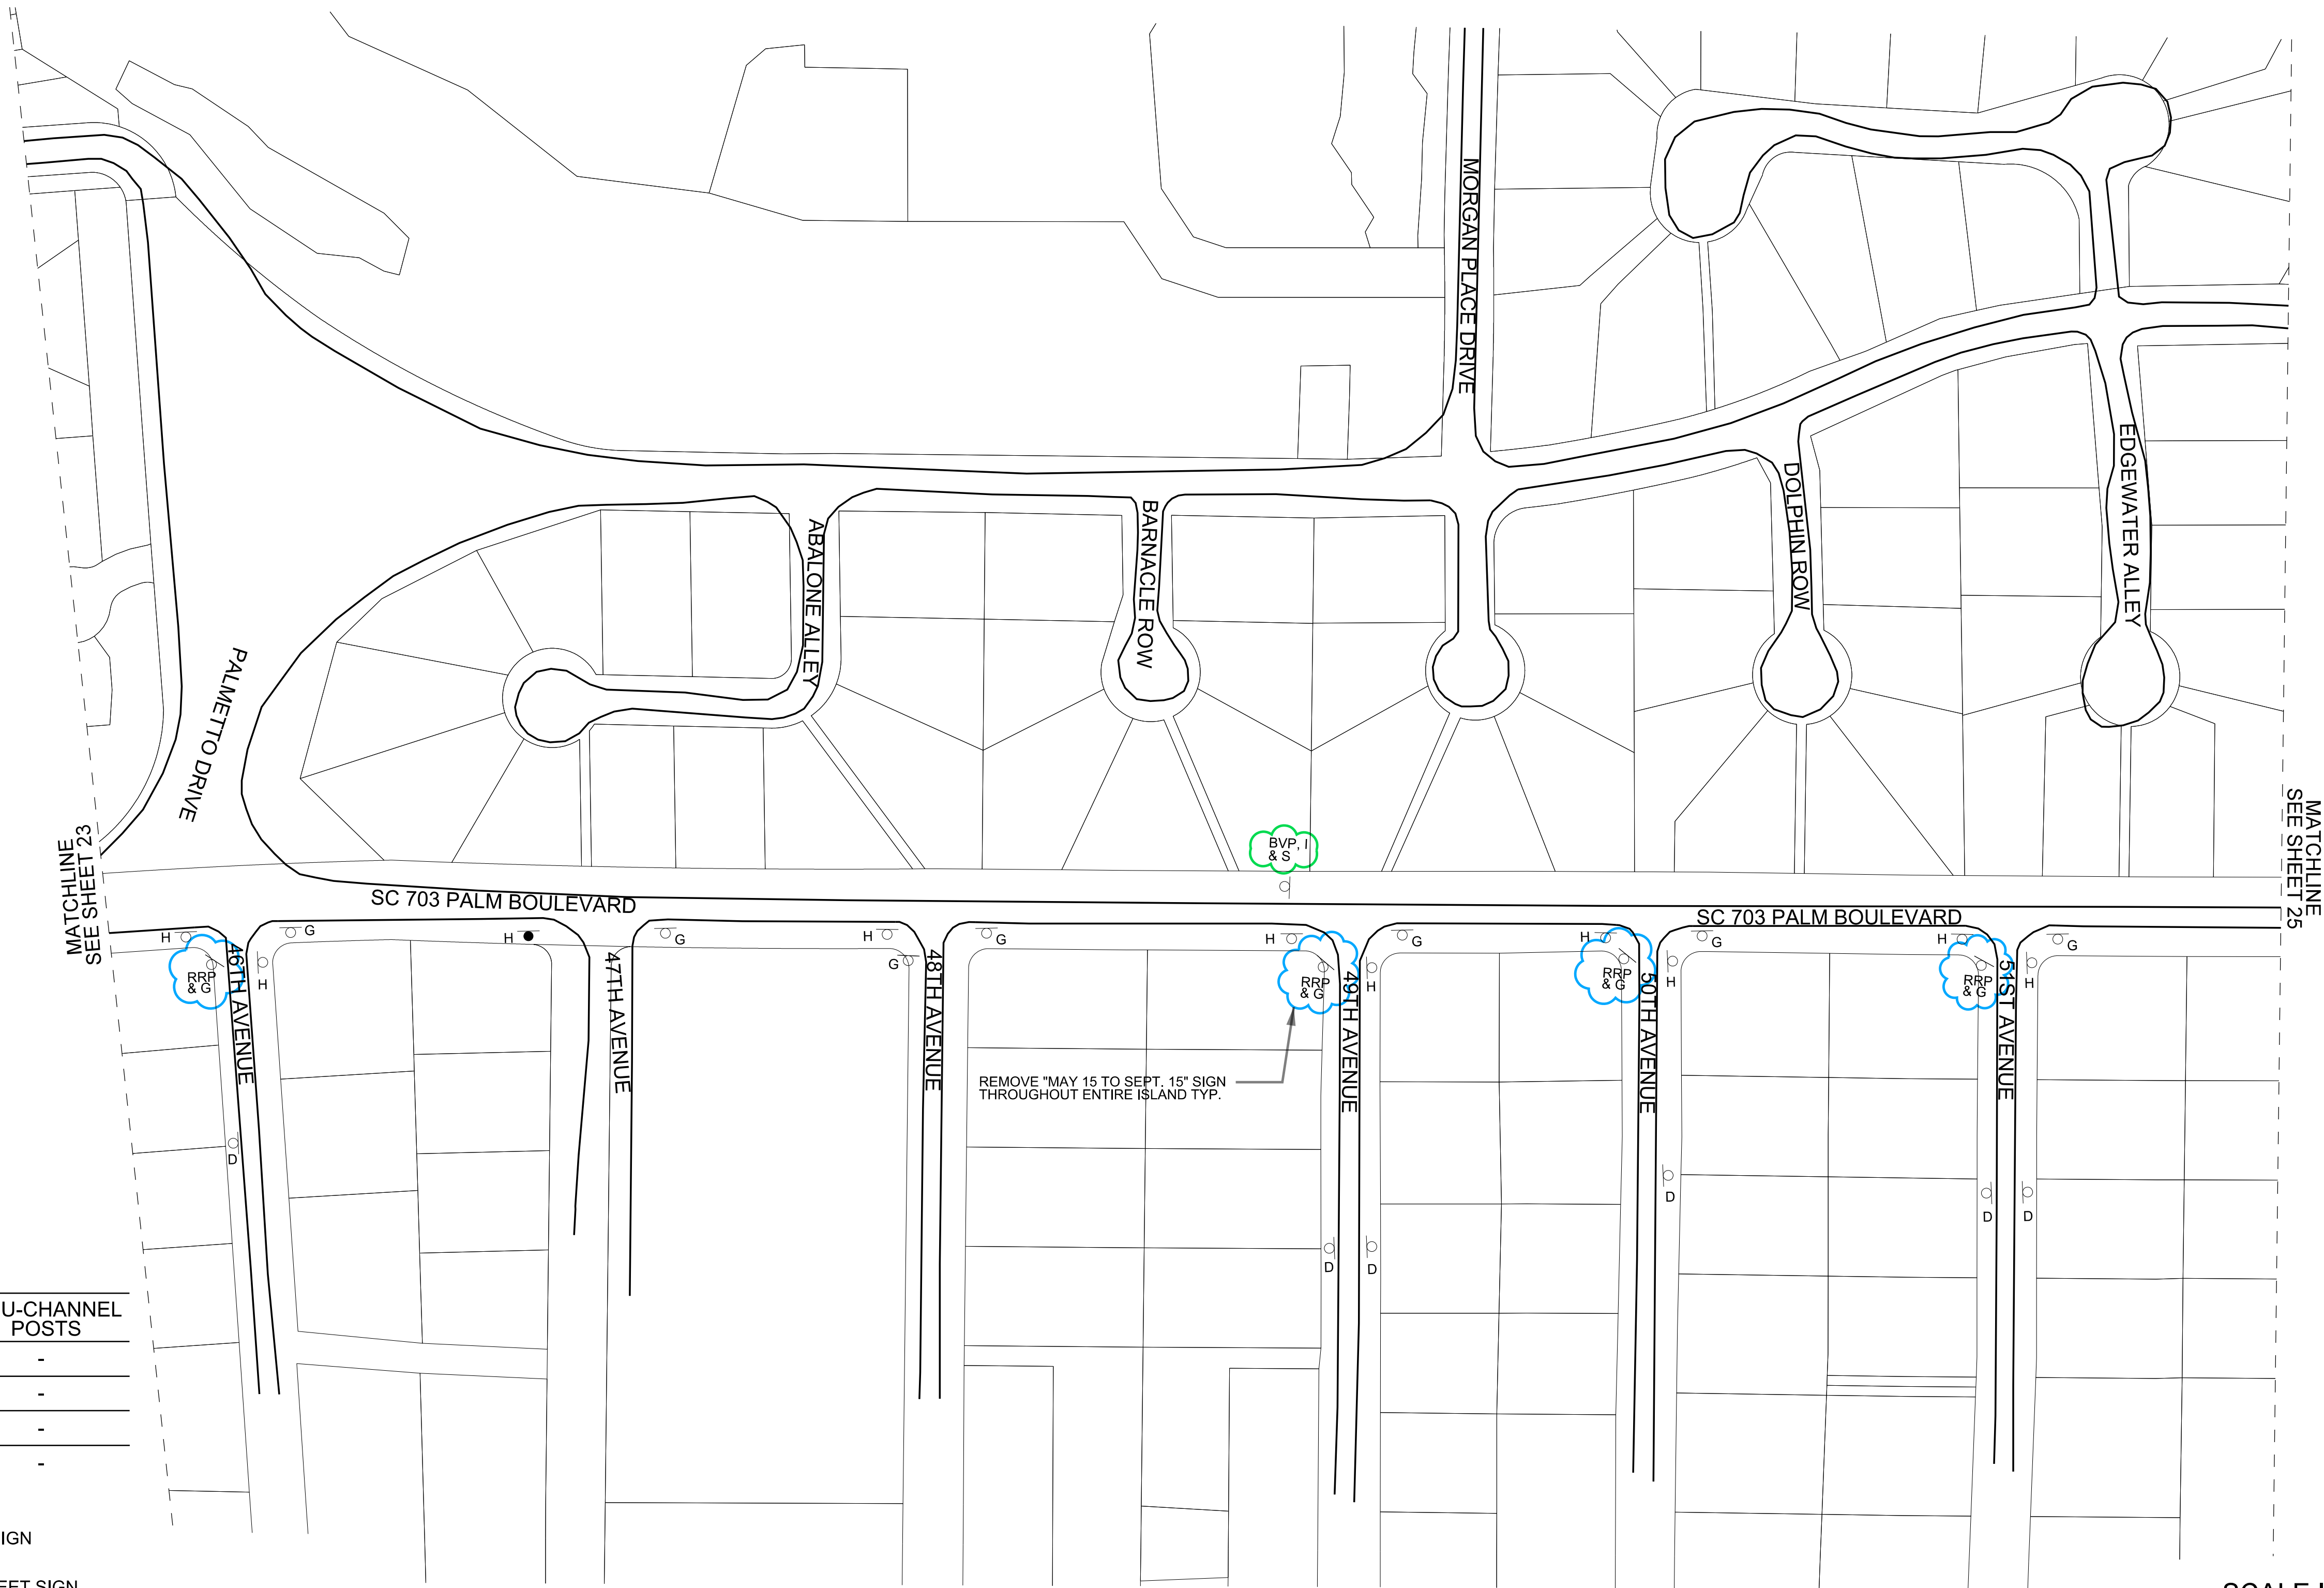 MORGAN PLACE DRIVE
EDGEWATER ALLEY
DOLPHIN ROW
BARNACLE ROW
ABALONE ALLEY
PALMETTO DRIVE
MATCHLINE
SEE SHEET 23
MATCHLINE
SEE SHEET 25
BVP, I
& S
SC 703 PALM BOULEVARD
SC 703 PALM BOULEVARD
H
G
H
G
H
G
H
G
H
G
H
G
RRP
& G
H
G
RRP
& G
H
RRP
& G
H
RRP
& G
H
46TH AVENUE
47TH AVENUE
48TH AVENUE
49TH AVENUE
50TH AVENUE
51ST AVENUE
REMOVE "MAY 15 TO SEPT. 15" SIGN
THROUGHOUT ENTIRE ISLAND TYP.
D
D
D
D
D
D
U-CHANNEL
POSTS
-
-
-
-
IGN